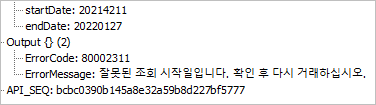 startDate: 20214211
endDate: 20220127
Output {} (2)
ErrorCode: 80002311
ErrorMessage: 잘못된 조회 시작일입니다. 확인 후 다시 거래하십시오.
API_SEQ: bcbc0390b145a8e32a59b8d227bf5777